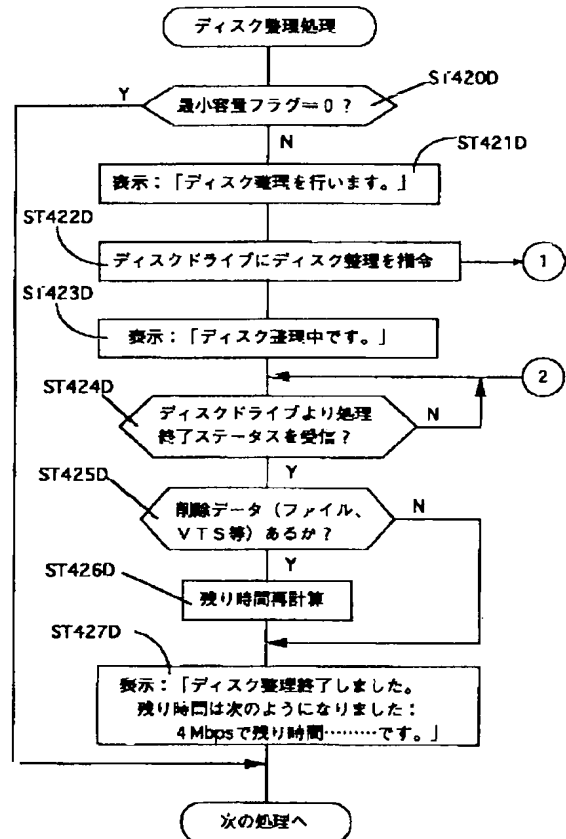 ディスク整理処理
ST420D
Y
最小容量フラグ＝0？
N
ST421D
表示：「ディスク整理を行います。」
ST422D
ディスクドライブにディスク整理を指令
1
ST423D
表示：「ディスク整理中です。」
2
ST424D
ディスクドライブより処理
終了ステータスを受信？
N
Y
ST425D
削除データ（ファイル、
VTS等）あるか？
N
Y
ST426D
残り時間再計算
ST427D
表示：「ディスク整理終了しました。
残り時間は次のようになりました：
4Mbpsで残り時間………です。」
次の処理へ